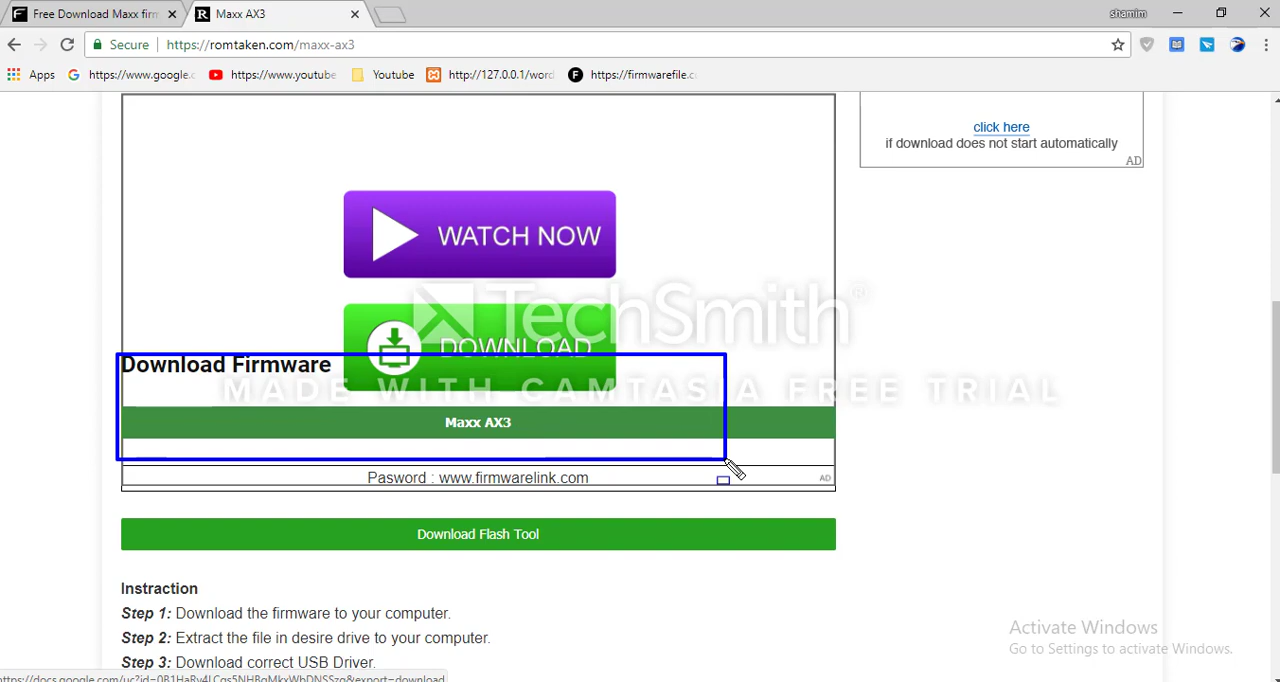 Free Download Maxx firm
Maxx AX3
shamim
Secure
https://romtaken.com/maxx-ax3
Apps
https://www.google.
https://www.youtube
Youtube
http://127.0.0.1/word
https://firmwarefile.c
click here
if download does not start automatically
AD
WATCH NOW
TechSmith®
DOWNLOAD
Download Firmware
MADE WITH CAMTASIA FREE TRIAL
Maxx AX3
Pasword : www.firmwarelink.com
AD
Download Flash Tool
Instraction
Step 1: Download the firmware to your computer.
Step 2: Extract the file in desire drive to your computer.
Step 3: Download correct USB Driver.
Activate Windows
Go to Settings to activate Windows.